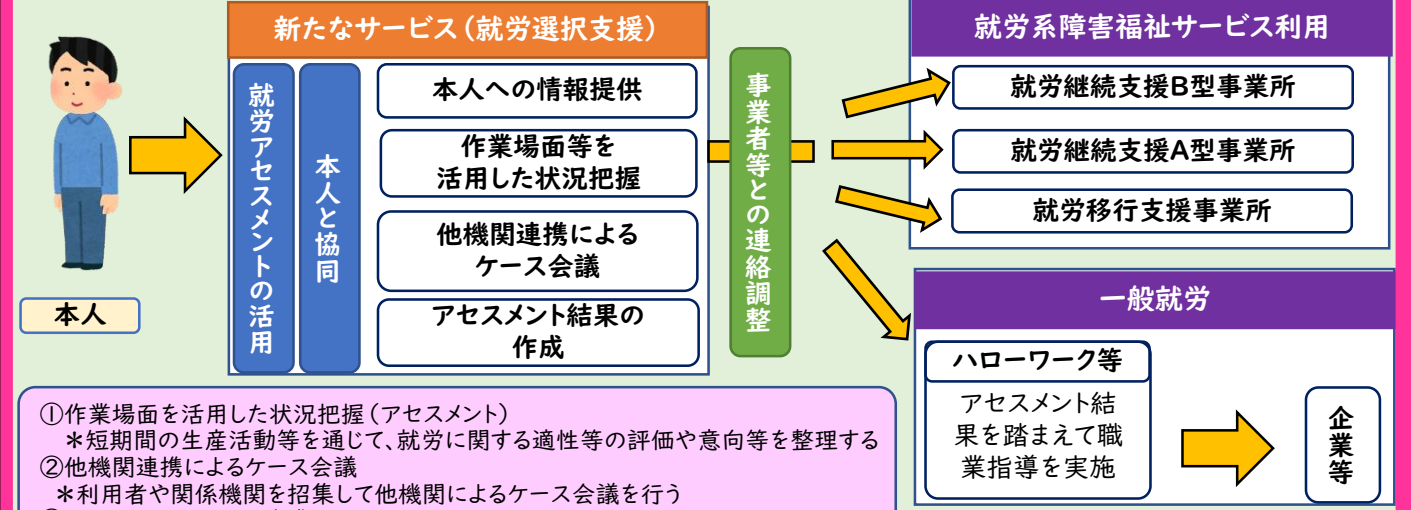 本人
新たなサービス(就労選択支援)
就労アセスメントの活用
本人と協同
本人への情報提供
作業場面等を
活用した状況把握
他機関連携による
ケース会議
アセスメント結果の
作成
事業者等との連絡調整
就労系障害福祉サービス利用
就労継続支援B型事業所
就労継続支援A型事業所
就労移行支援事業所
一般就労
ハローワーク等
アセスメント結
果を踏まえて職
業指導を実施
企業等
①作業場面を活用した状況把握(アセスメント)
*短期間の生産活動等を通じて、就労に関する適性等の評価や意向等を整理する
②他機関連携によるケース会議
*利用者や関係機関を招集して他機関によるケース会議を行う